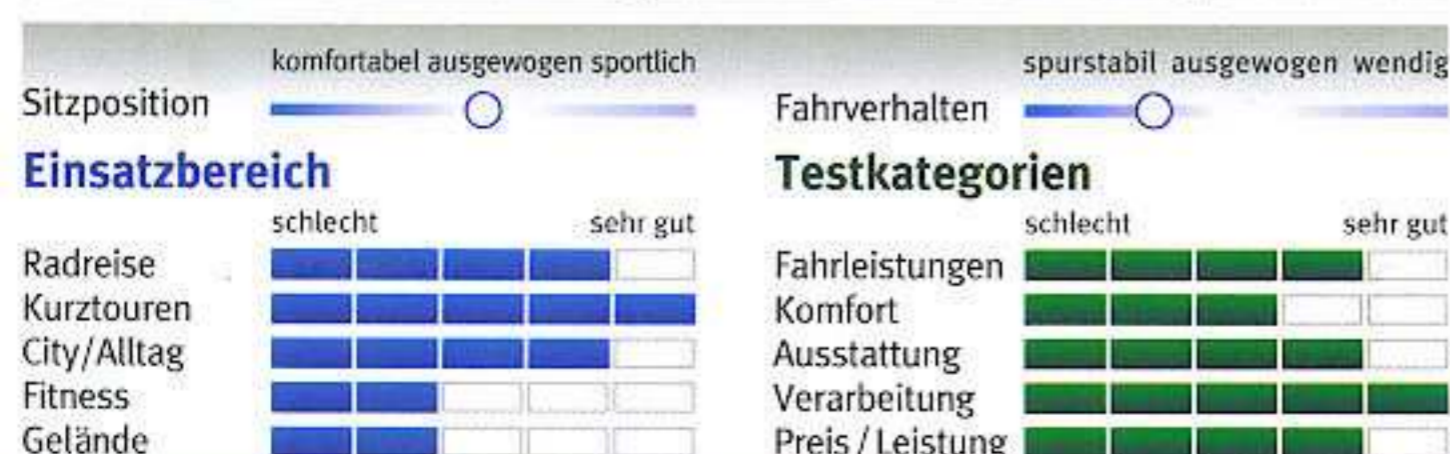 komfortabel ausgewogen sportlich
Sitzposition
spurstabil ausgewogen wendig
Fahrverhalten
Einsatzbereich
schlecht sehr gut
Radreise
Kurztouren
City/Alltag
Fitness
Gelände
Testkategorien
schlecht sehr gut
Fahrleistungen
Komfort
Ausstattung
Verarbeitung
Preis / Leistung